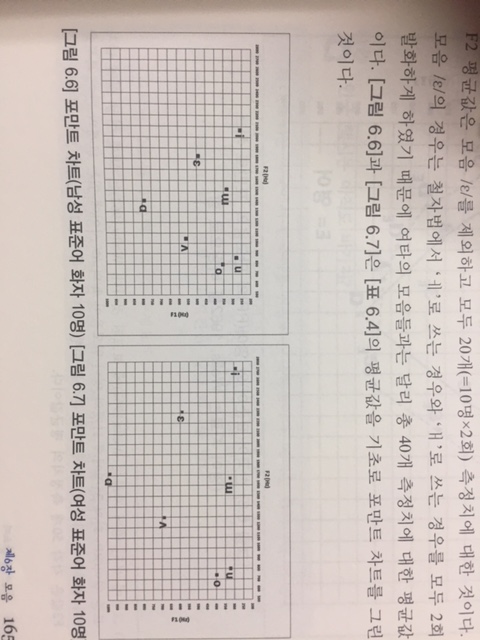 F2 평균값은 모음 /ɛ/를 제외하고 모두 20개(=10명×2회) 측정치에 대한 것이다.
모음 /ɛ/의 경우는 철자법에서 ‘ㅔ’로 쓰는 경우와 ‘ㅐ’로 쓰는 경우를 모두 2회
발화하게 하였기 때문에 여타의 모음들과는 달리 총 40개 측정치에 대한 평균값
이다. [그림 6.6]과 [그림 6.7]은 [표 6.4]의 평균값을 기초로 포만트 차트를 그린
것이다.
F2 (Hz)
i
ɛ
ɯ
u
o
ʌ
ɒ
F1 (Hz)
[그림 6.6] 포만트 차트(남성 표준어 화자 10명)
F2 (Hz)
i
ɛ
ɯ
u
o
ʌ
ɒ
F1 (Hz)
[그림 6.7] 포만트 차트(여성 표준어 화자 10명
제6장 모음 165